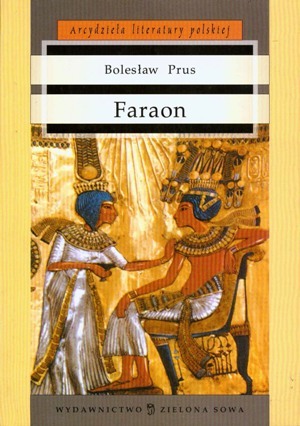 Arcydzieła literatury polskiej
Bolesław Prus
Faraon
WYDAWNICTWO ZIELONA SOWA